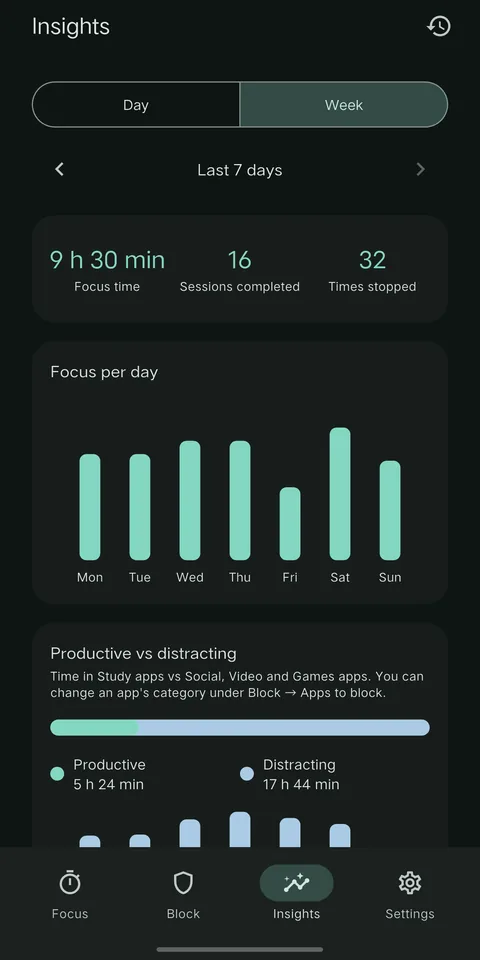 Insights
Day Week
Last 7 days
9 h 30 min 16 32
Focus time Sessions completed Times stopped
Focus per day
Mon Tue Wed Thu Fri Sat Sun
Productive vs distracting
Time in Study apps vs Social, Video and Games apps. You can
change an app's category under Block → Apps to block.
Productive Distracting
5 h 24 min 17 h 44 min
Focus Block Insights Settings